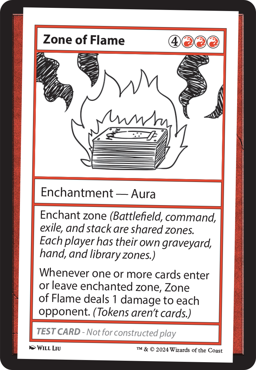 Zone of Flame 4
Enchantment — Aura
Enchant zone (Battlefield, command,
exile, and stack are shared zones.
Each player has their own graveyard,
hand, and library zones.)
Whenever one or more cards enter
or leave enchanted zone, Zone
of Flame deals 1 damage to each
opponent. (Tokens aren't cards.)
TEST CARD - Not for constructed play
Will Liu ™ & © 2024 Wizards of the Coast